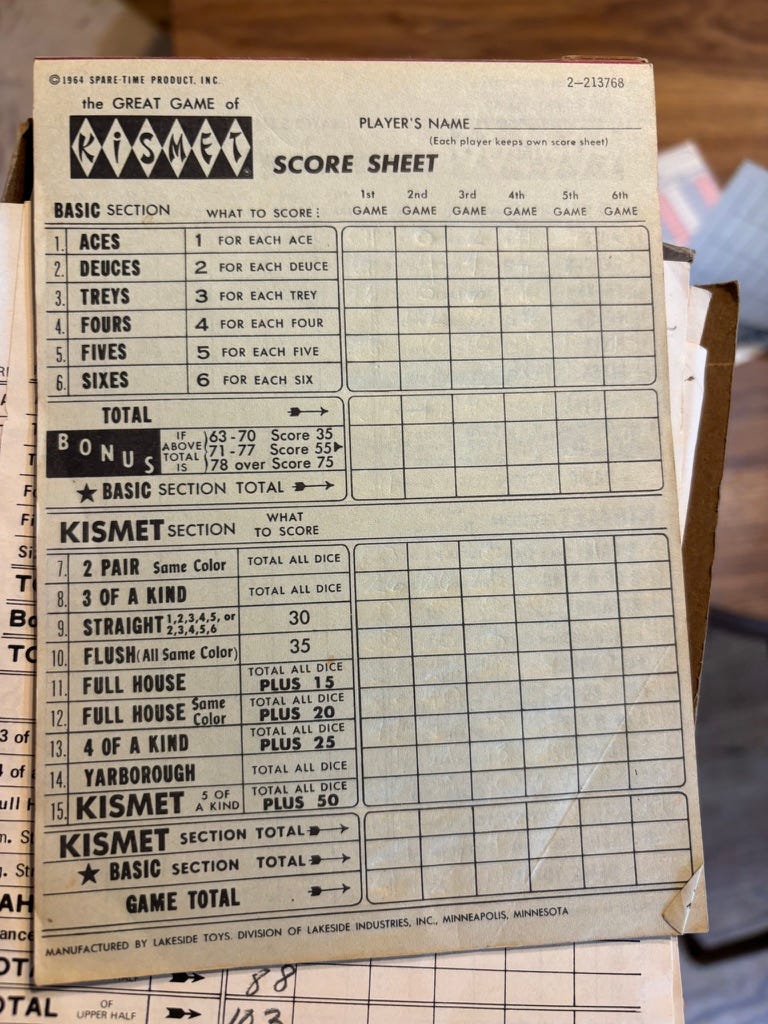 ©1964 SPARE-TIME PRODUCT, INC. 2-213768
the GREAT GAME of
KISMET SCORE SHEET
PLAYER'S NAME
(Each player keeps own score sheet)
BASIC SECTION WHAT TO SCORE: 1st GAME 2nd GAME 3rd GAME 4th GAME 5th GAME 6th GAME
1. ACES 1 FOR EACH ACE
2. DEUCES 2 FOR EACH DEUCE
3. TREYS 3 FOR EACH TREY
4. FOURS 4 FOR EACH FOUR
5. FIVES 5 FOR EACH FIVE
6. SIXES 6 FOR EACH SIX
TOTAL
BONUS IF ABOVE TOTAL IS
63-70 Score 35
71-77 Score 55
78 over Score 75
★ BASIC SECTION TOTAL
KISMET SECTION WHAT TO SCORE
7. 2 PAIR Same Color TOTAL ALL DICE
8. 3 OF A KIND TOTAL ALL DICE
9. STRAIGHT 1,2,3,4,5, or 2,3,4,5,6 30
10. FLUSH (All Same Color) 35
11. FULL HOUSE TOTAL ALL DICE PLUS 15
12. FULL HOUSE Same Color TOTAL ALL DICE PLUS 20
13. 4 OF A KIND TOTAL ALL DICE PLUS 25
14. YARBOROUGH TOTAL ALL DICE
15. KISMET 5 OF A KIND TOTAL ALL DICE PLUS 50
KISMET SECTION TOTAL
★ BASIC SECTION TOTAL
GAME TOTAL
MANUFACTURED BY LAKESIDE TOYS. DIVISION OF LAKESIDE INDUSTRIES, INC., MINNEAPOLIS, MINNESOTA
88
TOTAL OF UPPER HALF 103
3 of